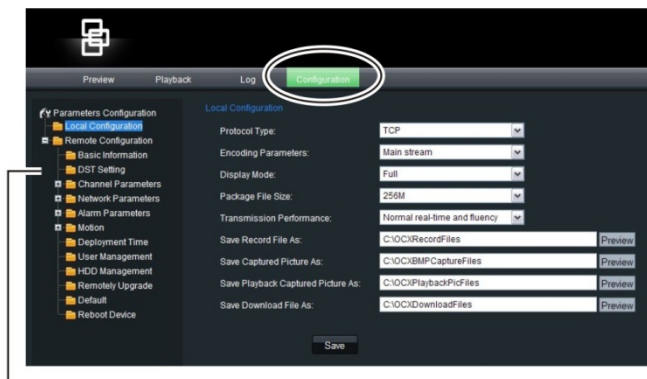 Preview Playback Log Configuration
Parameters Configuration
Local Configuration
Remote Configuration
Basic Information
DST Setting
Channel Parameters
Network Parameters
Alarm Parameters
Motion
Deployment Time
User Management
HDD Management
Remotely Upgrade
Default
Reboot Device
Local Configuration
Protocol Type: TCP
Encoding Parameters: Main stream
Display Mode: Full
Package File Size: 256M
Transmission Performance: Normal real-time and fluency
Save Record File As: C:\OCXRecordFiles Preview
Save Captured Picture As: C:\OCXBMPCaptureFiles Preview
Save Playback Captured Picture As: C:\OCXPlaybackPicFiles Preview
Save Download File As: C:\OCXDownloadFiles Preview
Save